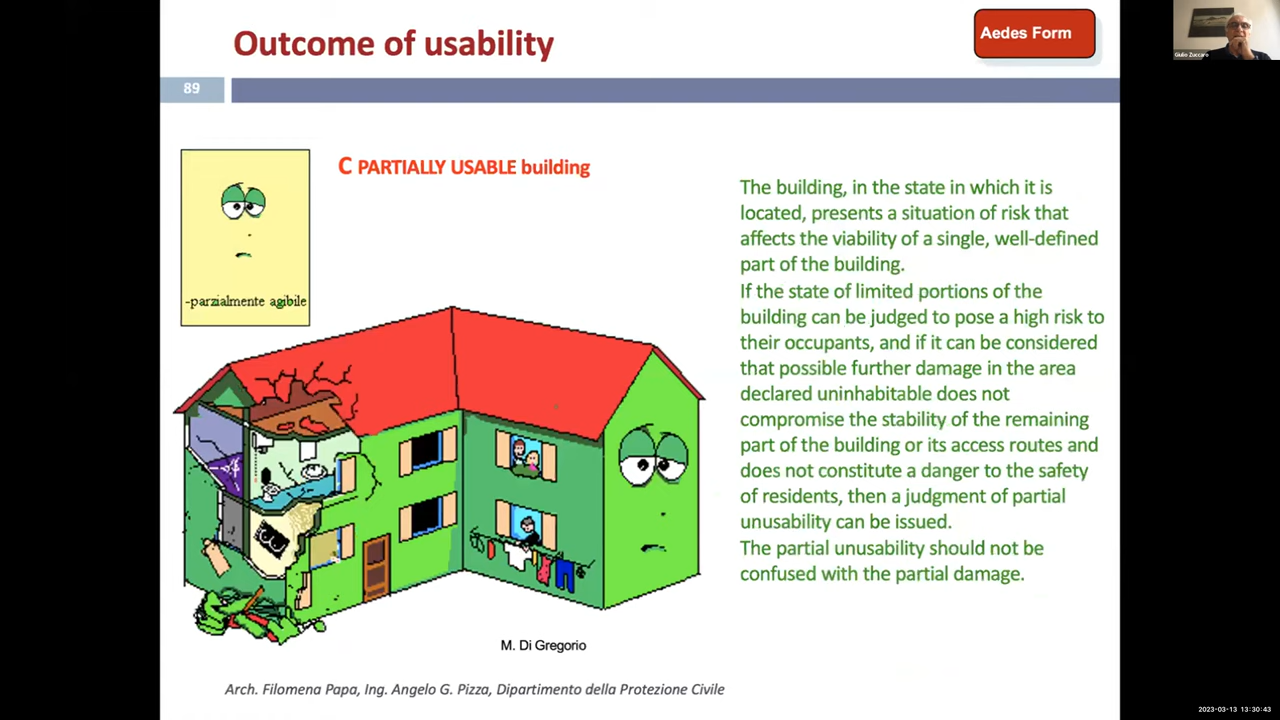 Outcome of usability
Aedes Form
Giulio Zuccaro
89
C PARTIALLY USABLE building
-parzialmente agibile
The building, in the state in which it is
located, presents a situation of risk that
affects the viability of a single, well-defined
part of the building.
If the state of limited portions of the
building can be judged to pose a high risk to
their occupants, and if it can be considered
that possible further damage in the area
declared uninhabitable does not
compromise the stability of the remaining
part of the building or its access routes and
does not constitute a danger to the safety
of residents, then a judgment of partial
unusability can be issued.
The partial unusability should not be
confused with the partial damage.
M. Di Gregorio
Arch. Filomena Papa, Ing. Angelo G. Pizza, Dipartimento della Protezione Civile
2023-03-13 13:30:43